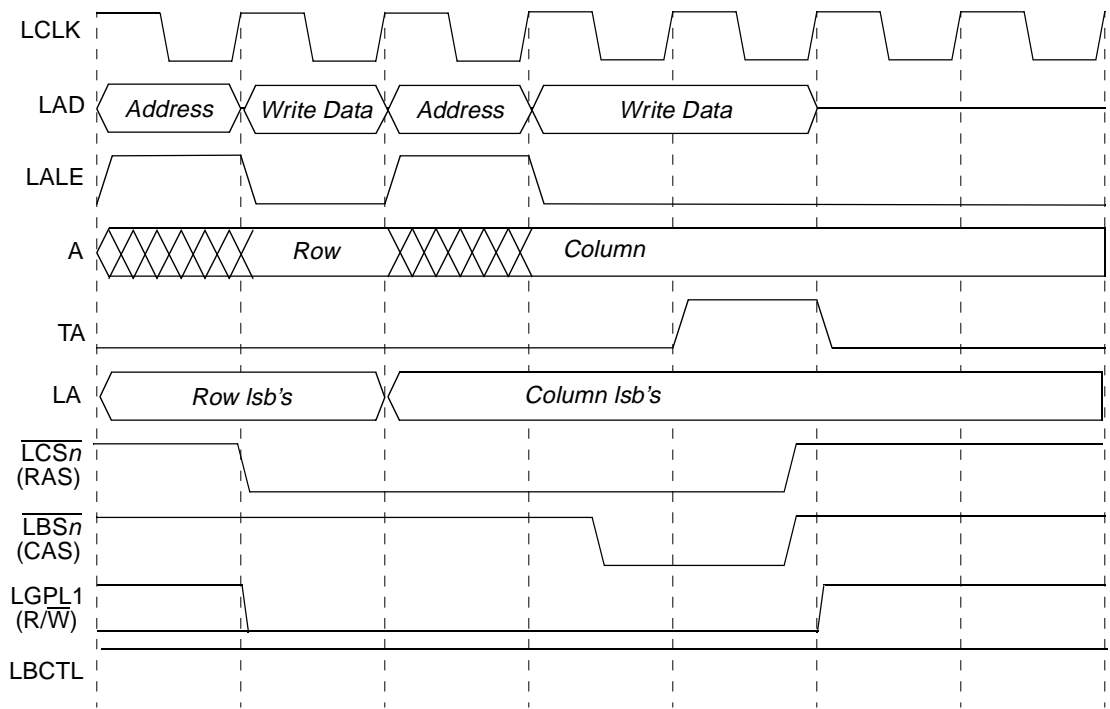 LCLK
LAD Address Write Data Address Write Data
LALE
A Row Column
TA
LA Row lsb's Column lsb's
LCSn
(RAS)
LBSn
(CAS)
LGPL1
(R/W)
LBCTL